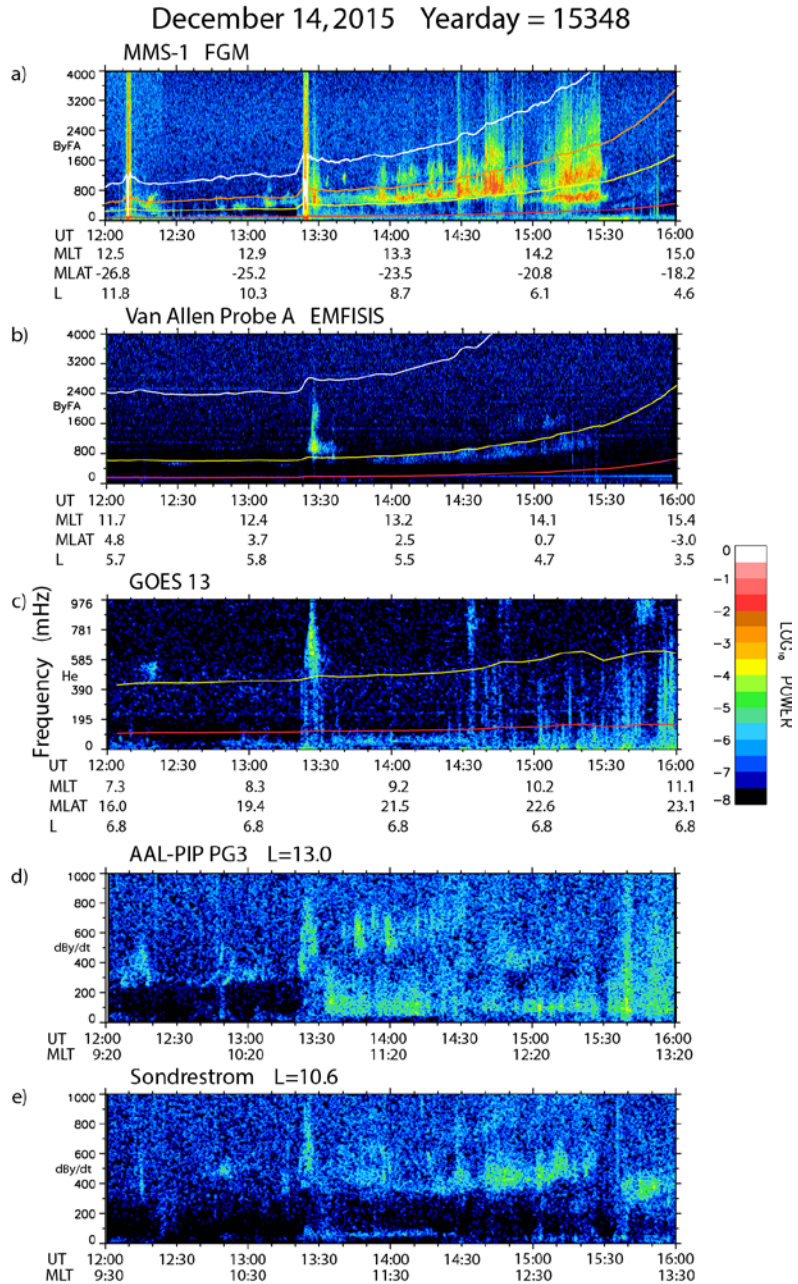 December 14, 2015 Yearday = 15348
MMS-1 FGM
a)
4000
3200
2400
ByFA
1600
800
0
UT 12:00 12:30 13:00 13:30 14:00 14:30 15:00 15:30 16:00
MLT 12.5 12.9 13.3 14.2 15.0
MLAT -26.8 -25.2 -23.5 -20.8 -18.2
L 11.8 10.3 8.7 6.1 4.6
Van Allen Probe A EMFISIS
b)
4000
3200
2400
ByFA
1600
800
0
UT 12:00 12:30 13:00 13:30 14:00 14:30 15:00 15:30 16:00
MLT 11.7 12.4 13.2 14.1 15.4
MLAT 4.8 3.7 2.5 0.7 -3.0
L 5.7 5.8 5.5 4.7 3.5
GOES 13
c)
976
781
585
He
390
195
0
Frequency (mHz)
UT 12:00 12:30 13:00 13:30 14:00 14:30 15:00 15:30 16:00
MLT 7.3 8.3 9.2 10.2 11.1
MLAT 16.0 19.4 21.5 22.6 23.1
L 6.8 6.8 6.8 6.8 6.8
0
-1
-2
-3
-4
-5
-6
-7
-8
LOG10 POWER
AAL-PIP PG3 L=13.0
d)
1000
800
600
dBy/dt
400
200
0
UT 12:00 12:30 13:00 13:30 14:00 14:30 15:00 15:30 16:00
MLT 9:20 10:20 11:20 12:20 13:20
Sondrestrom L=10.6
e)
1000
800
600
dBy/dt
400
200
0
UT 12:00 12:30 13:00 13:30 14:00 14:30 15:00 15:30 16:00
MLT 9:30 10:30 11:30 12:30 13:30